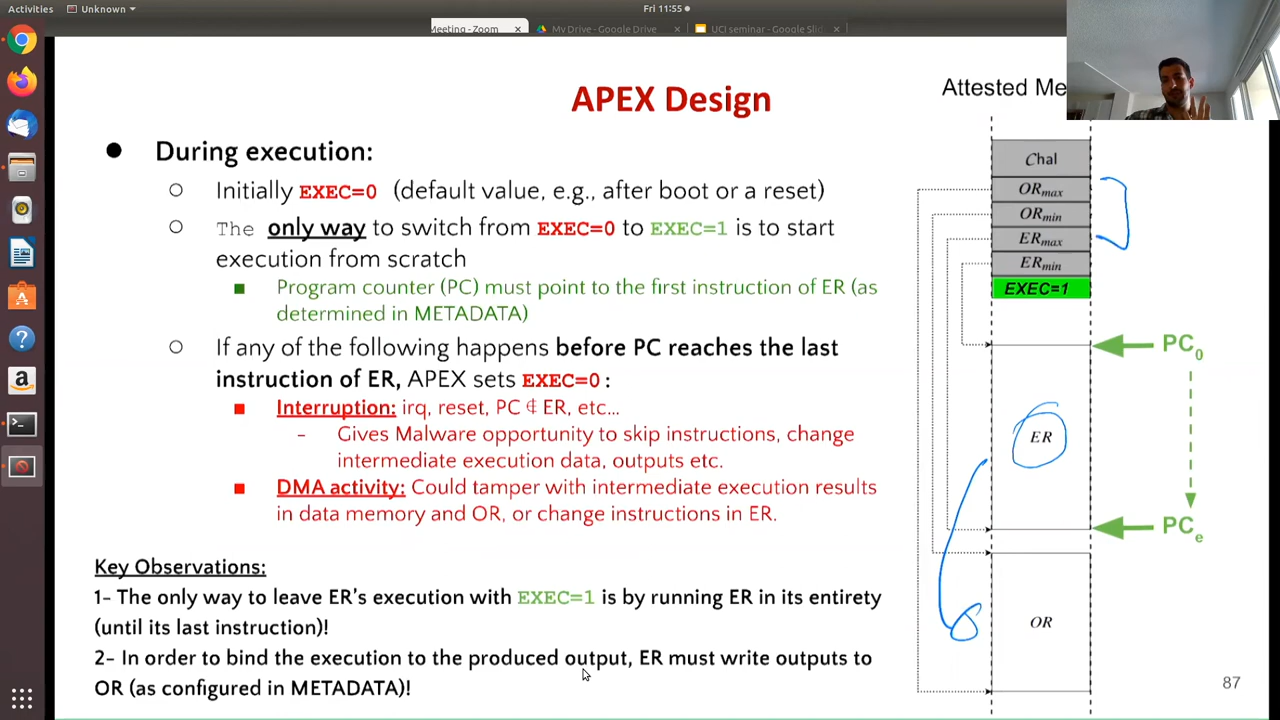 Activities
Unknown
Fri 11:55
Meeting - Zoom
My Drive - Google Drive
UCI seminar - Google Slid
APEX Design
Attested Me
During execution:
Initially EXEC=0 (default value, e.g., after boot or a reset)
The only way to switch from EXEC=0 to EXEC=1 is to start
execution from scratch
Program counter (PC) must point to the first instruction of ER (as
determined in METADATA)
If any of the following happens before PC reaches the last
instruction of ER, APEX sets EXEC=0:
Interruption: irq, reset, PC ∉ ER, etc...
- Gives Malware opportunity to skip instructions, change
intermediate execution data, outputs etc.
DMA activity: Could tamper with intermediate execution results
in data memory and OR, or change instructions in ER.
Key Observations:
1- The only way to leave ER's execution with EXEC=1 is by running ER in its entirety
(until its last instruction)!
2- In order to bind the execution to the produced output, ER must write outputs to
OR (as configured in METADATA)!
Chal
ORmax
ORmin
ERmax
ERmin
EXEC=1
PC0
ER
PCe
OR
87